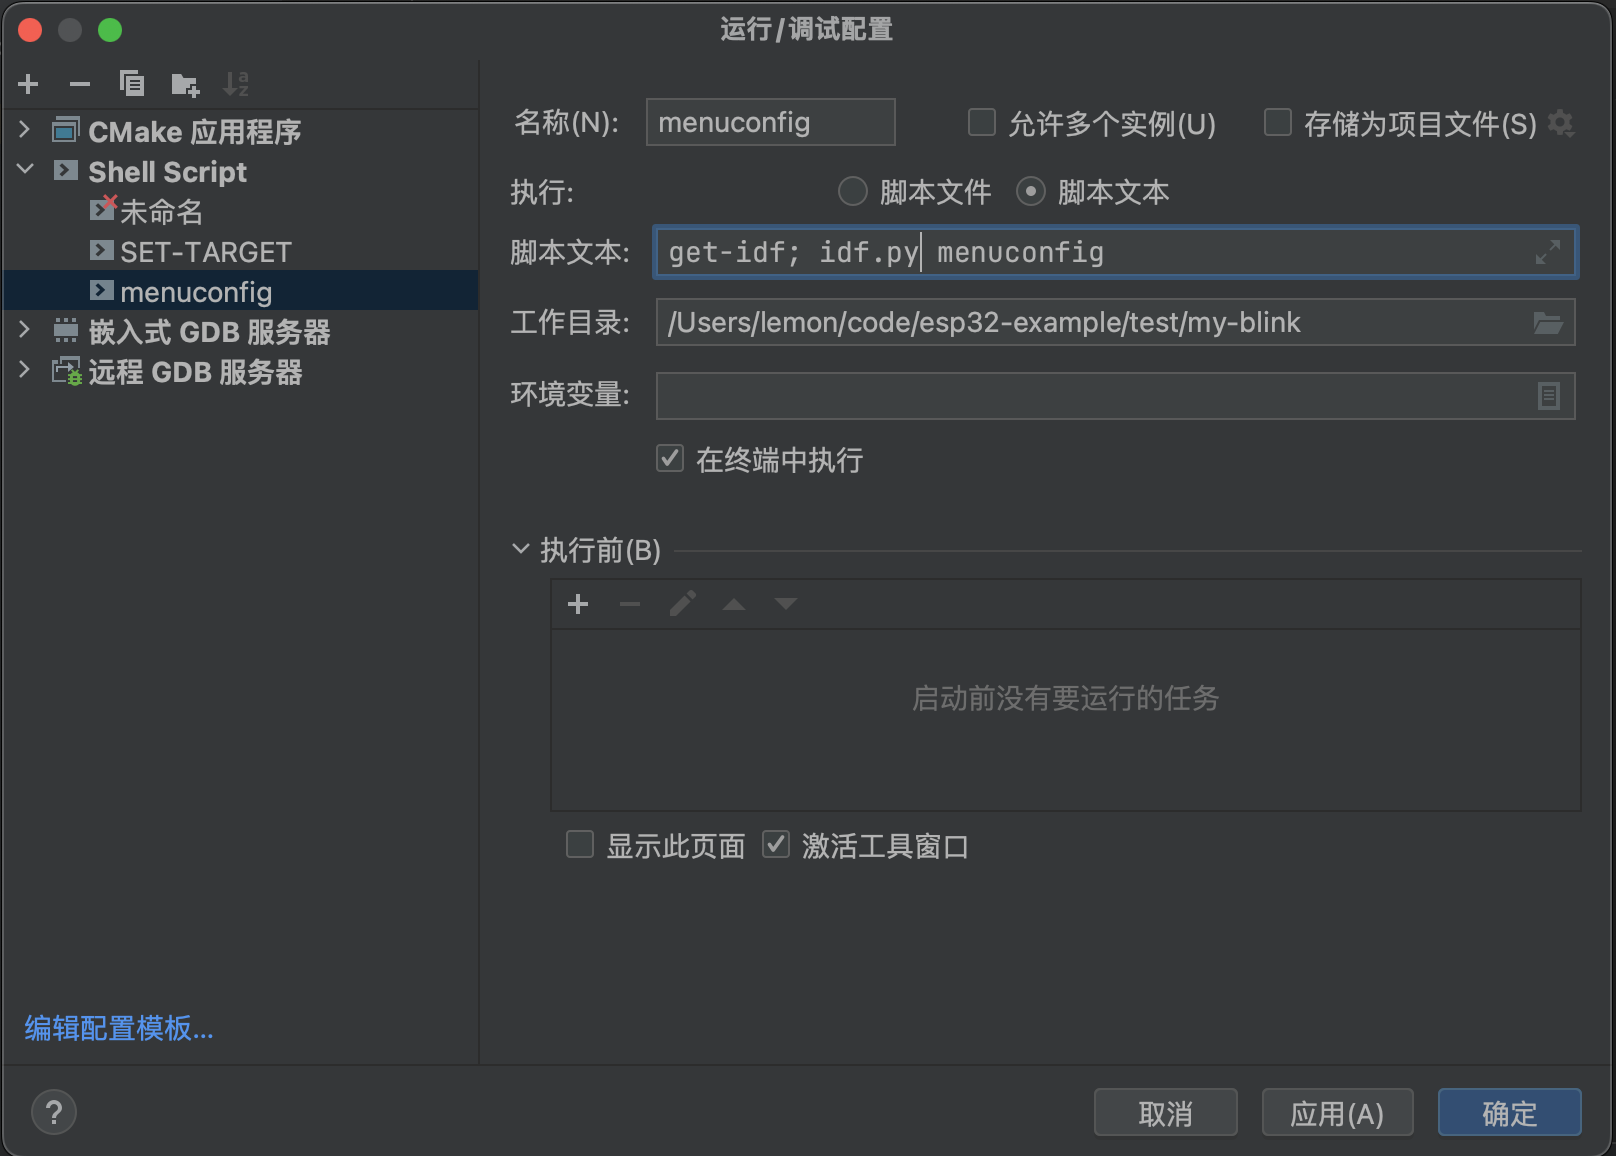 运行/调试配置
CMake 应用程序
Shell Script
未命名
SET-TARGET
menuconfig
嵌入式 GDB 服务器
远程 GDB 服务器
编辑配置模板...
名称(N): menuconfig 允许多个实例(U) 存储为项目文件(S)
执行: 脚本文件 脚本文本
脚本文本: get-idf; idf.py menuconfig
工作目录: /Users/lemon/code/esp32-example/test/my-blink
环境变量:
在终端中执行
执行前(B)
启动前没有要运行的任务
显示此页面 激活工具窗口
? 取消 应用(A) 确定